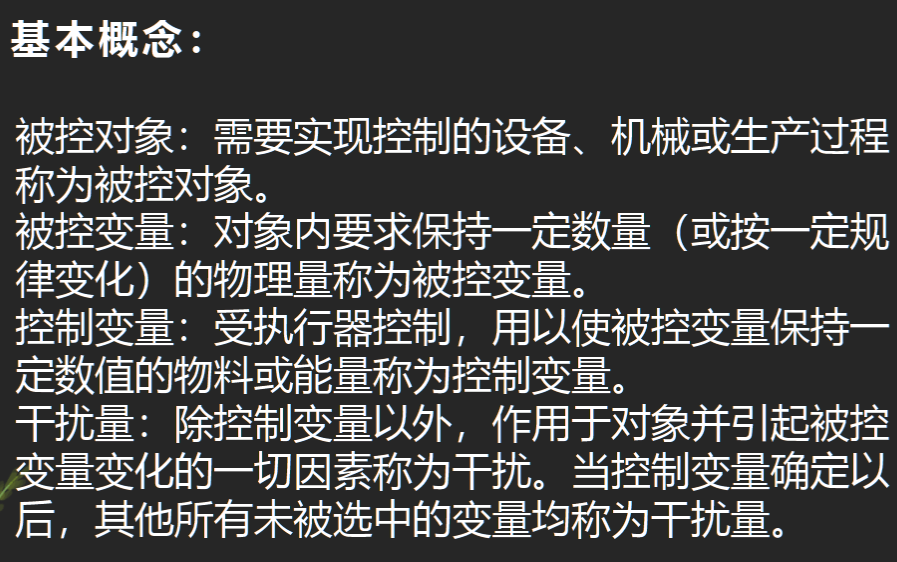 基本概念：
被控对象：需要实现控制的设备、机械或生产过程
称为被控对象。
被控变量：对象内要求保持一定数量（或按一定规
律变化）的物理量称为被控变量。
控制变量：受执行器控制，用以使被控变量保持一
定数值的物料或能量称为控制变量。
干扰量：除控制变量以外，作用于对象并引起被控
变量变化的一切因素称为干扰。当控制变量确定以
后，其他所有未被选中的变量均称为干扰量。